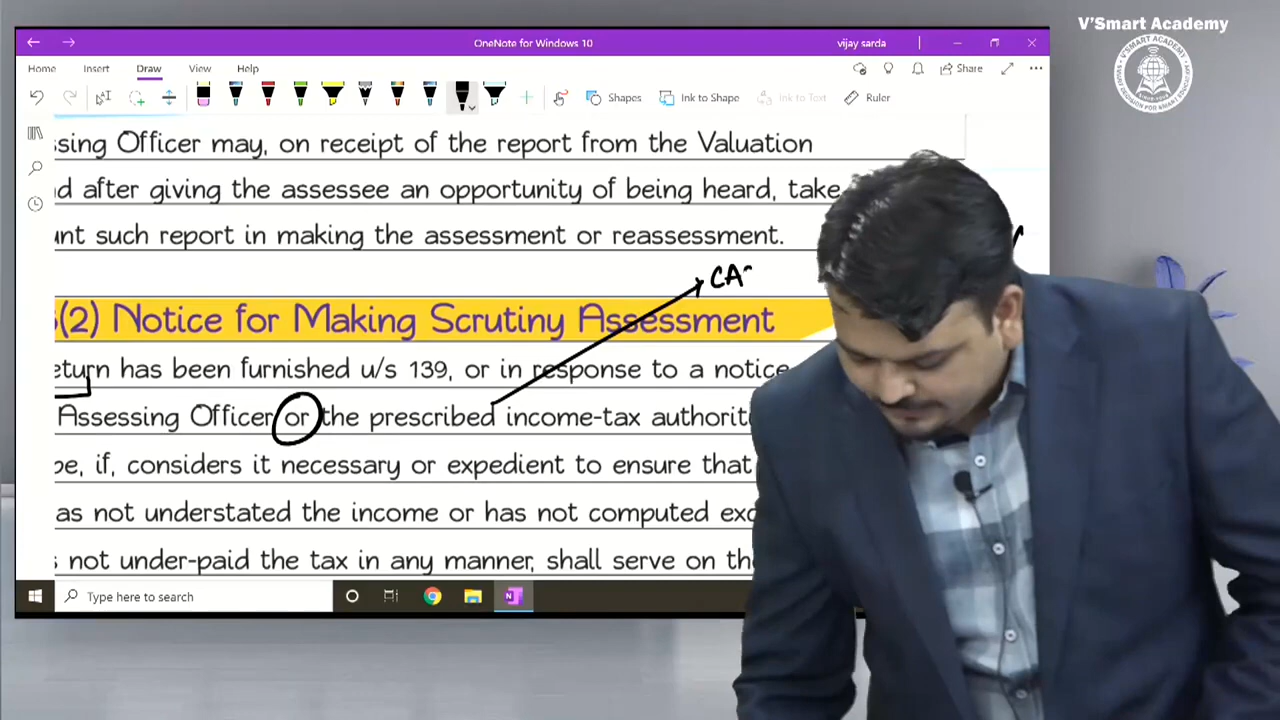 V'Smart Academy
OneNote for Windows 10
vijay sarda
Home Insert Draw View Help
Share
Shapes Ink to Shape Ink to Text Ruler
ssing Officer may, on receipt of the report from the Valuation
d after giving the assessee an opportunity of being heard, take
unt such report in making the assessment or reassessment.
CA
(2) Notice for Making Scrutiny Assessment
eturn has been furnished u/s 139, or in response to a notice
Assessing Officer or the prescribed income-tax authorit
be, if, considers it necessary or expedient to ensure that
as not understated the income or has not computed exc
s not under-paid the tax in any manner, shall serve on the
Type here to search